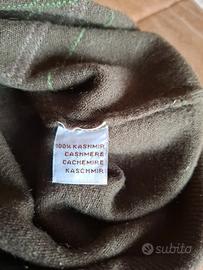 100% KASHMIR
CASHMERE
CACHEMIRE
KASCHMIR
subito